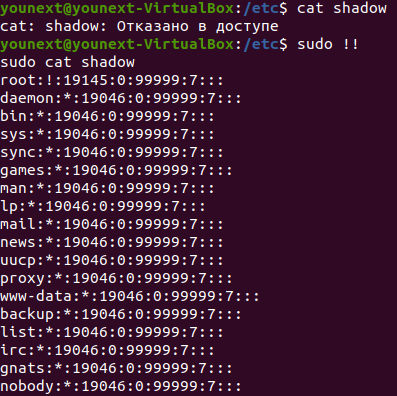 younext@younext-VirtualBox:/etc$ cat shadow
cat: shadow: Отказано в доступе
younext@younext-VirtualBox:/etc$ sudo !!
sudo cat shadow
root:!:19145:0:99999:7:::
daemon:*:19046:0:99999:7:::
bin:*:19046:0:99999:7:::
sys:*:19046:0:99999:7:::
sync:*:19046:0:99999:7:::
games:*:19046:0:99999:7:::
man:*:19046:0:99999:7:::
lp:*:19046:0:99999:7:::
mail:*:19046:0:99999:7:::
news:*:19046:0:99999:7:::
uucp:*:19046:0:99999:7:::
proxy:*:19046:0:99999:7:::
www-data:*:19046:0:99999:7:::
backup:*:19046:0:99999:7:::
list:*:19046:0:99999:7:::
irc:*:19046:0:99999:7:::
gnats:*:19046:0:99999:7:::
nobody:*:19046:0:99999:7:::